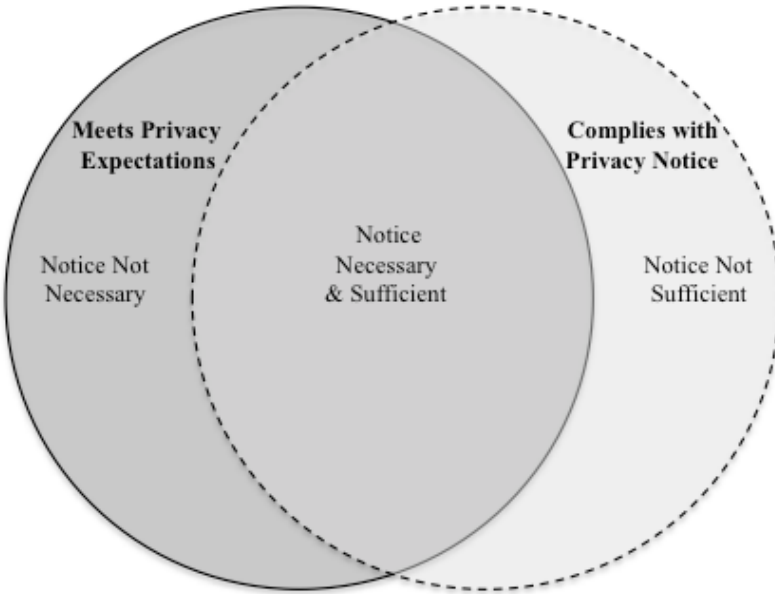 Meets Privacy
Expectations
Complies with
Privacy Notice
Notice Not
Necessary
Notice
Necessary
& Sufficient
Notice Not
Sufficient